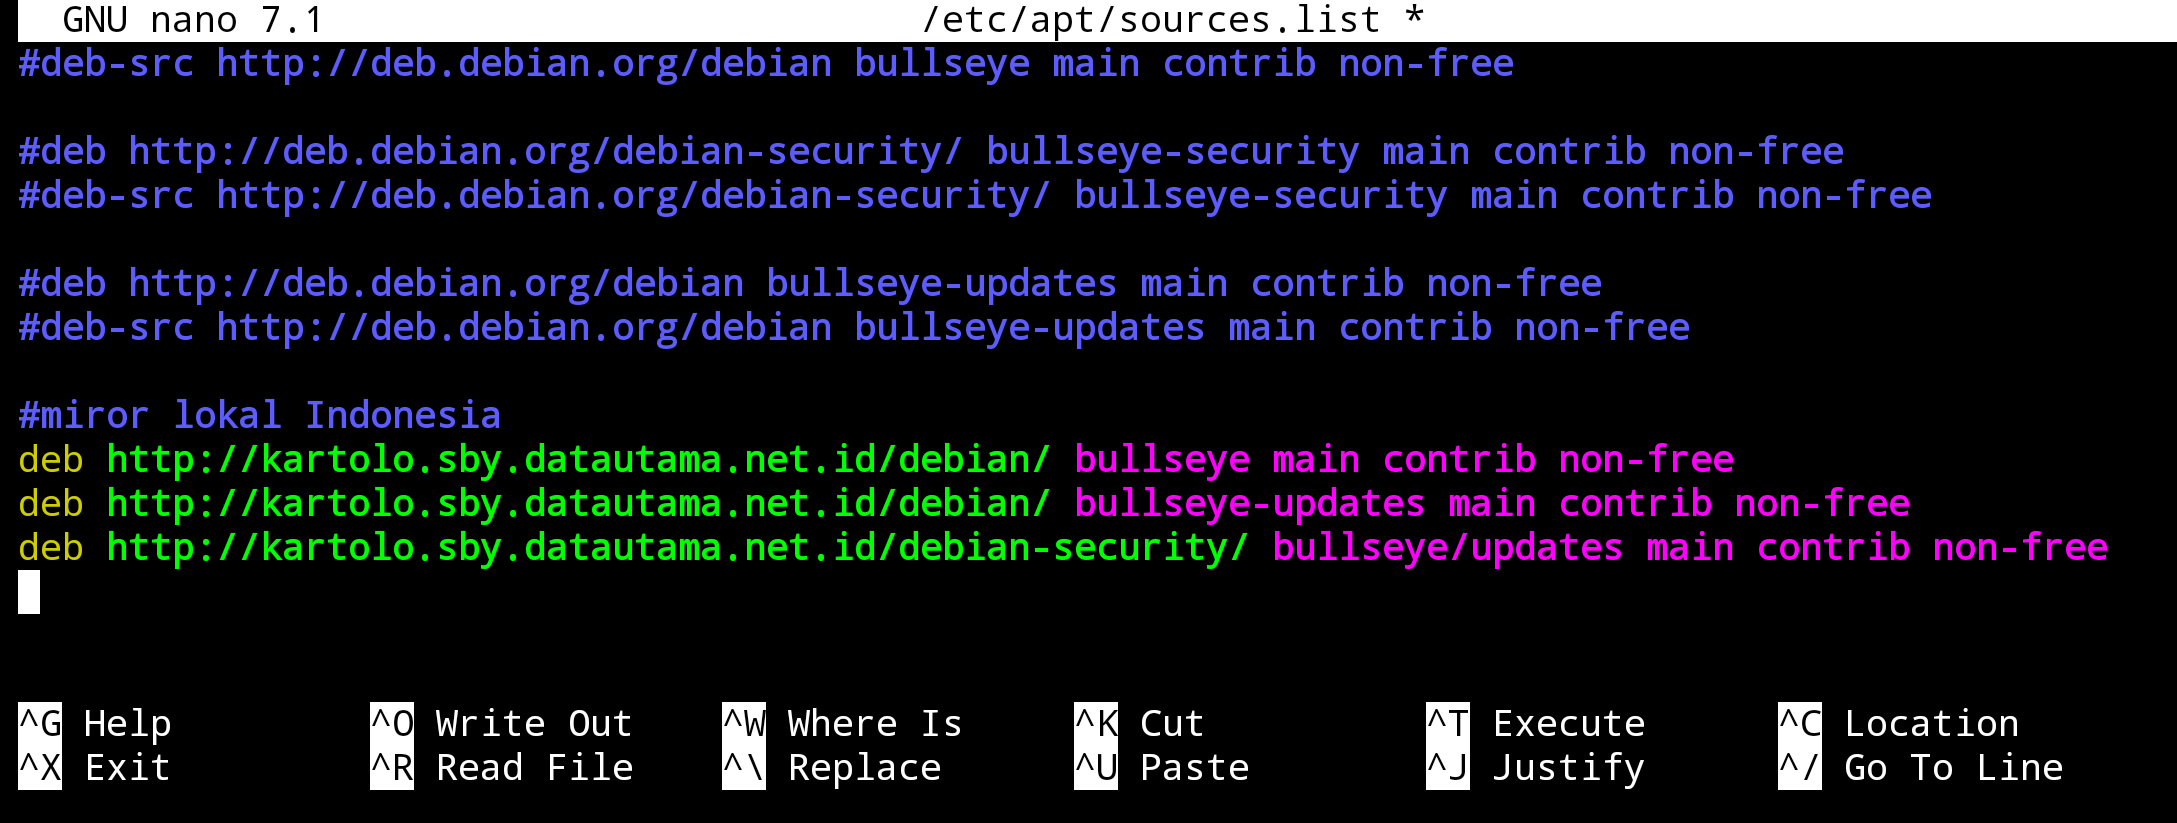 GNU nano 7.1 /etc/apt/sources.list *
#deb-src http://deb.debian.org/debian bullseye main contrib non-free
#deb http://deb.debian.org/debian-security/ bullseye-security main contrib non-free
#deb-src http://deb.debian.org/debian-security/ bullseye-security main contrib non-free
#deb http://deb.debian.org/debian bullseye-updates main contrib non-free
#deb-src http://deb.debian.org/debian bullseye-updates main contrib non-free
#miror lokal Indonesia
deb http://kartolo.sby.datautama.net.id/debian/ bullseye main contrib non-free
deb http://kartolo.sby.datautama.net.id/debian/ bullseye-updates main contrib non-free
deb http://kartolo.sby.datautama.net.id/debian-security/ bullseye/updates main contrib non-free
^G Help ^O Write Out ^W Where Is ^K Cut ^T Execute ^C Location
^X Exit ^R Read File ^\ Replace ^U Paste ^J Justify ^/ Go To Line